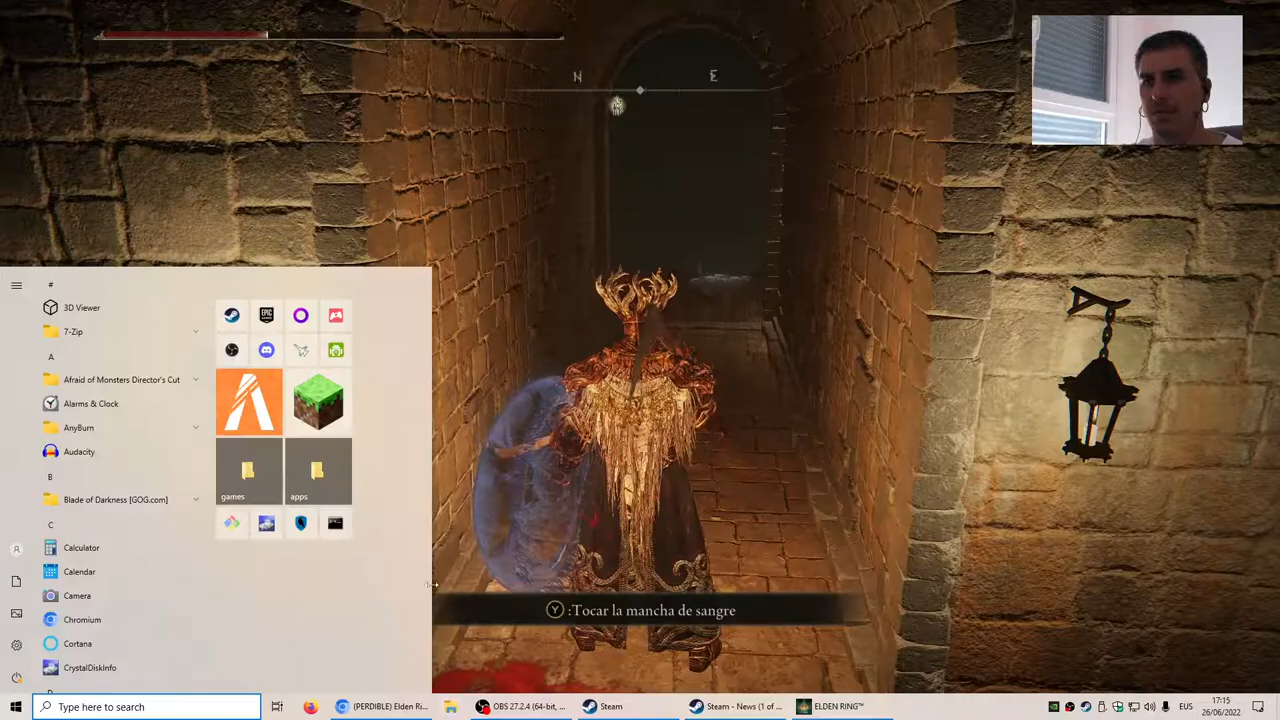 N
E
#
3D Viewer
7-Zip
A
Afraid of Monsters Director's Cut
Alarms & Clock
AnyBurn
Audacity
B
Blade of Darkness [GOG.com]
C
Calculator
Calendar
Camera
Chromium
Cortana
CrystalDiskInfo
EPIC
GAMES
games
apps
Y :Tocar la mancha de sangre
Type here to search
(PERDIBLE) Elden Ri...
OBS 27.2.4 (64-bit, ...
Steam
Steam - News (1 of ...
ELDEN RING™
EUS
17:15
26/06/2022